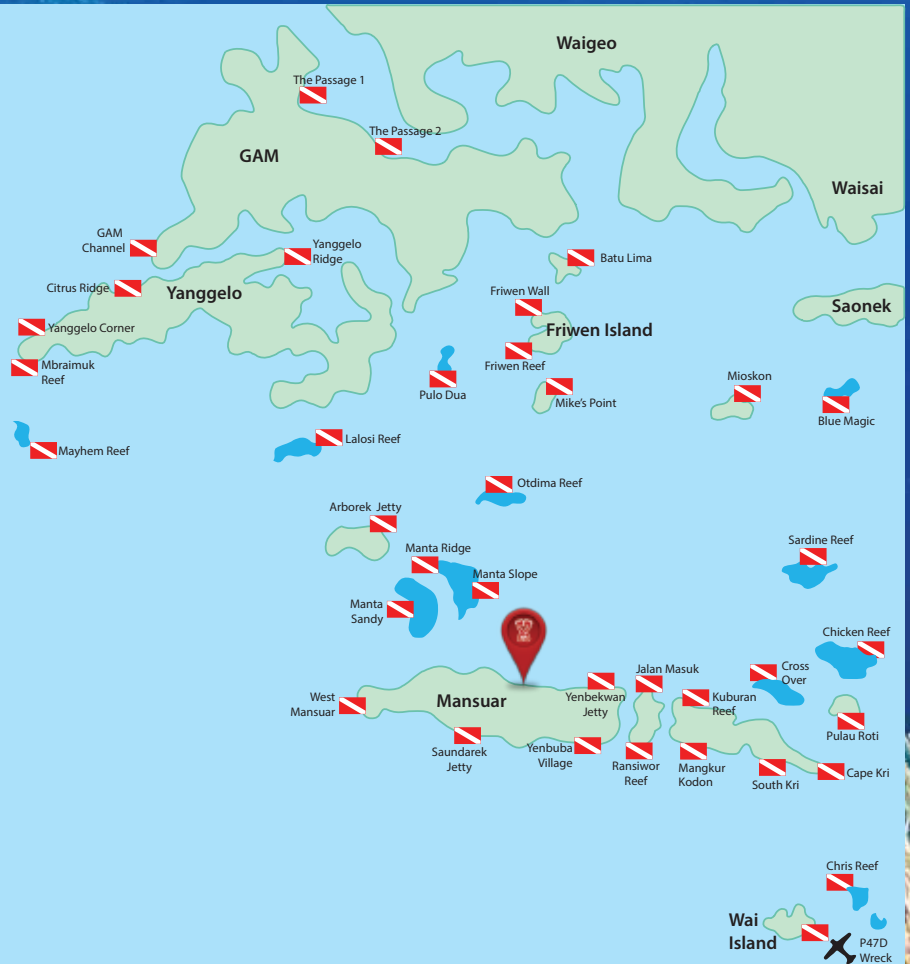 Waigeo
The Passage 1
The Passage 2
GAM
Waisai
GAM
Channel
Yanggelo
Ridge
Batu Lima
Citrus Ridge
Yanggelo
Friwen Wall
Saonek
Yanggelo Corner
Friwen Island
Mbraimuk
Reef
Friwen Reef
Pulo Dua
Mike's Point
Mioskon
Blue Magic
Mayhem Reef
Lalosi Reef
Otdima Reef
Arborek Jetty
Sardine Reef
Manta Ridge
Manta Slope
Manta
Sandy
Chicken Reef
Cross
Over
Jalan Masuk
West
Mansuar
Mansuar
Yenbekwan
Jetty
Kuburan
Reef
Pulau Roti
Saundarek
Jetty
Yenbuba
Village
Ransiwor
Reef
Mangkur
Kodon
South Kri
Cape Kri
Chris Reef
Wai
Island
P47D
Wreck